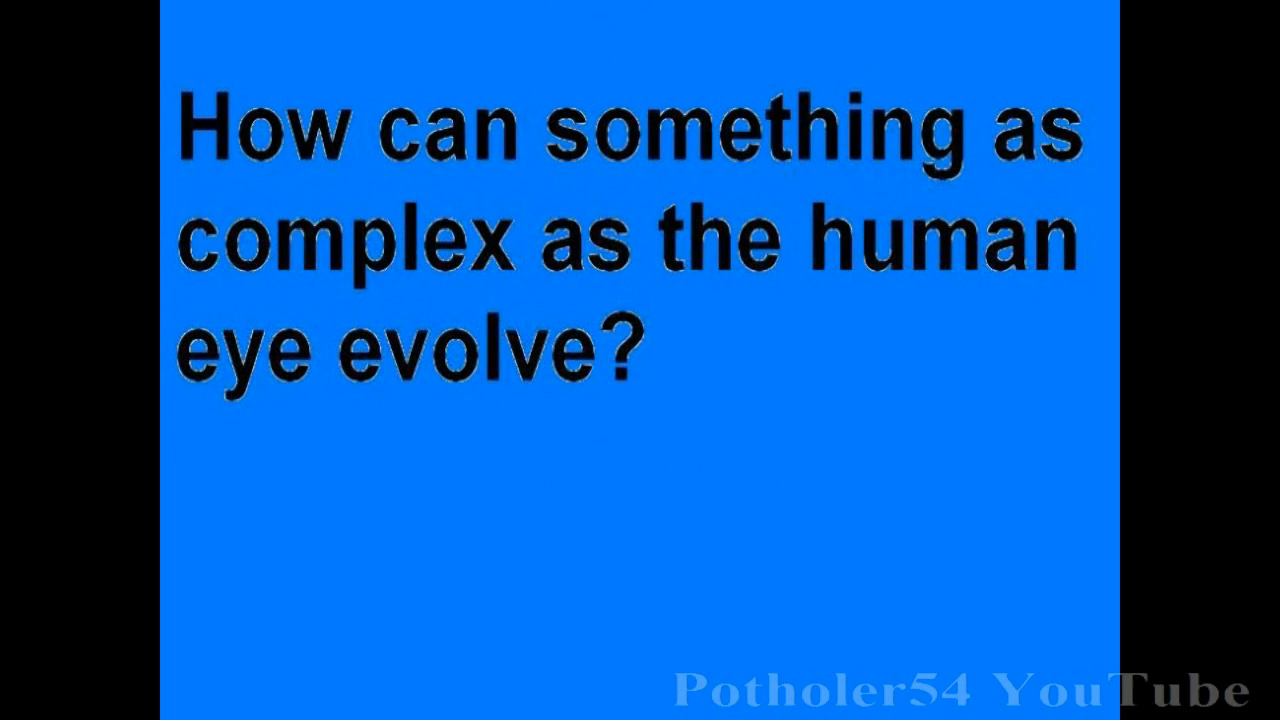 How can something as
complex as the human
eye evolve?
Potholer54 YouTube